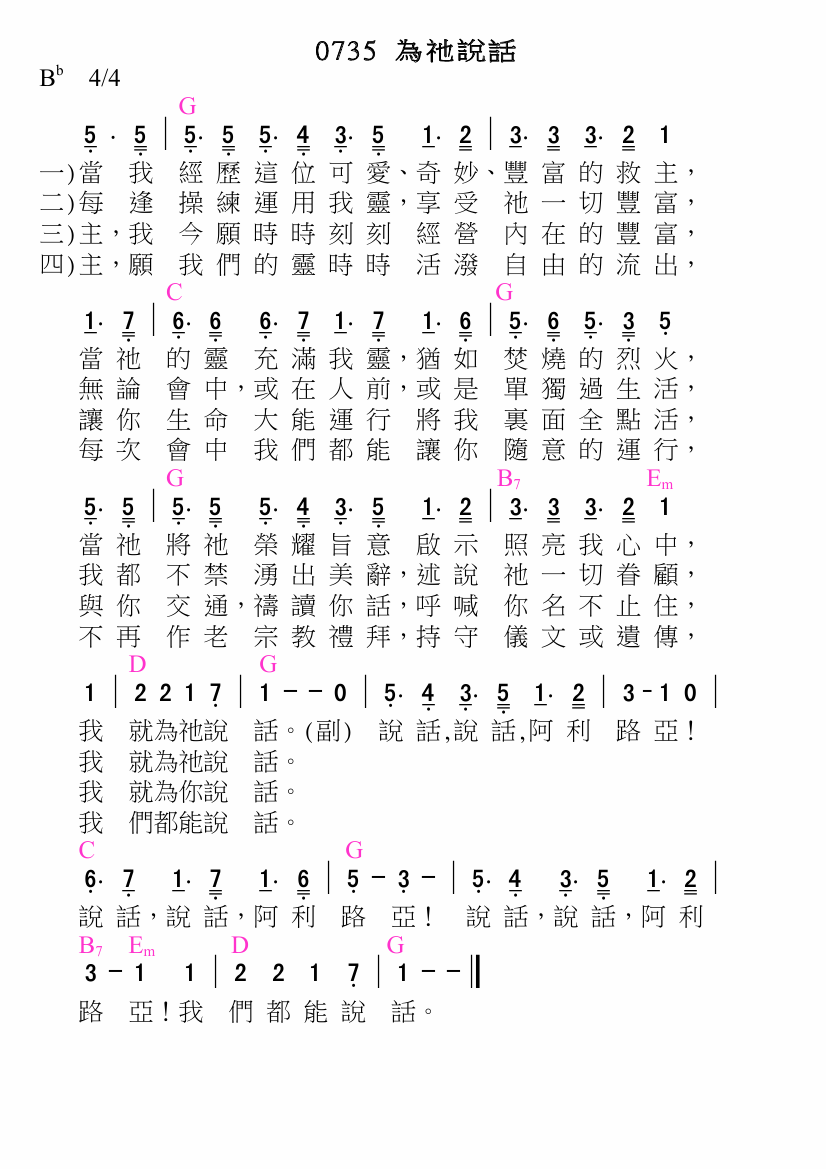 0735 為祂說話
B♭ 4/4
G
5 · 5 | 5· 5 5· 4 3· 5 1· 2 | 3· 3 3· 2 1
一)當 我 經 歷 這 位 可 愛、奇 妙、豐 富 的 救 主，
二)每 逢 操 練 運 用 我 靈，享 受 祂 一 切 豐 富，
三)主，我 今 願 時 時 刻 刻 經 營 內 在 的 豐 富，
四)主，願 我 們 的 靈 時 時 活 潑 自 由 的 流 出，
C G
1· 7 | 6· 6 6· 7 1· 7 1· 6 | 5· 6 5· 3 5
當 祂 的 靈 充 滿 我 靈，猶 如 焚 燒 的 烈 火，
無 論 會 中，或 在 人 前，或 是 單 獨 過 生 活，
讓 你 生 命 大 能 運 行 將 我 裏 面 全 點 活，
每 次 會 中 我 們 都 能 讓 你 隨 意 的 運 行，
G B7 Em
5· 5 | 5· 5 5· 4 3· 5 1· 2 | 3· 3 3· 2 1
當 祂 將 祂 榮 耀 旨 意 啟 示 照 亮 我 心 中，
我 都 不 禁 湧 出 美 辭，述 說 祂 一 切 眷 顧，
與 你 交 通，禱 讀 你 話，呼 喊 你 名 不 止 住，
不 再 作 老 宗 教 禮 拜，持 守 儀 文 或 遺 傳，
D G
1 | 2 2 1 7 | 1 – – 0 | 5· 4 3· 5 1· 2 | 3 – 1 0 |
我 就為祂說 話。(副) 說 話,說 話,阿 利 路 亞！
我 就為祂說 話。
我 就為你說 話。
我 們都能說 話。
C G
6· 7 1· 7 1· 6 | 5 – 3 – | 5· 4 3· 5 1· 2 |
說 話，說 話，阿 利 路 亞！ 說 話，說 話，阿 利
B7 Em D G
3 – 1 1 | 2 2 1 7 | 1 – – ‖
路 亞！我 們 都 能 說 話。